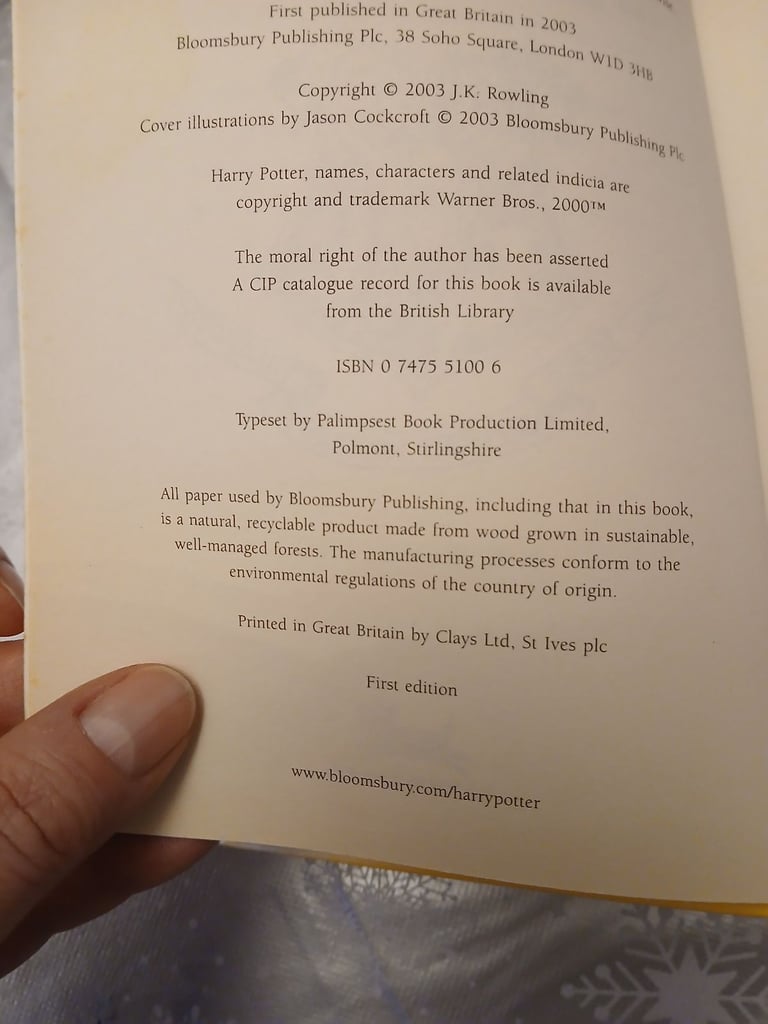 First published in Great Britain in 2003
Bloomsbury Publishing Plc, 38 Soho Square, London W1D 3HB
Copyright © 2003 J.K. Rowling
Cover illustrations by Jason Cockcroft © 2003 Bloomsbury Publishing Plc
Harry Potter, names, characters and related indicia are
copyright and trademark Warner Bros., 2000™
The moral right of the author has been asserted
A CIP catalogue record for this book is available
from the British Library
ISBN 0 7475 5100 6
Typeset by Palimpsest Book Production Limited,
Polmont, Stirlingshire
All paper used by Bloomsbury Publishing, including that in this book,
is a natural, recyclable product made from wood grown in sustainable,
well-managed forests. The manufacturing processes conform to the
environmental regulations of the country of origin.
Printed in Great Britain by Clays Ltd, St Ives plc
First edition
www.bloomsbury.com/harrypotter